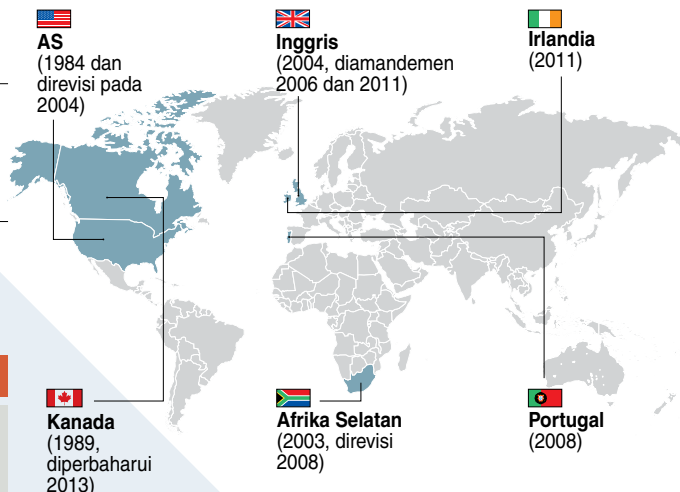 AS
(1984 dan
direvisi pada
2004)
Inggris
(2004, diamandemen
2006 dan 2011)
Irlandia
(2011)
Kanada
(1989,
diperbaharui
2013)
Afrika Selatan
(2003, direvisi
2008)
Portugal
(2008)